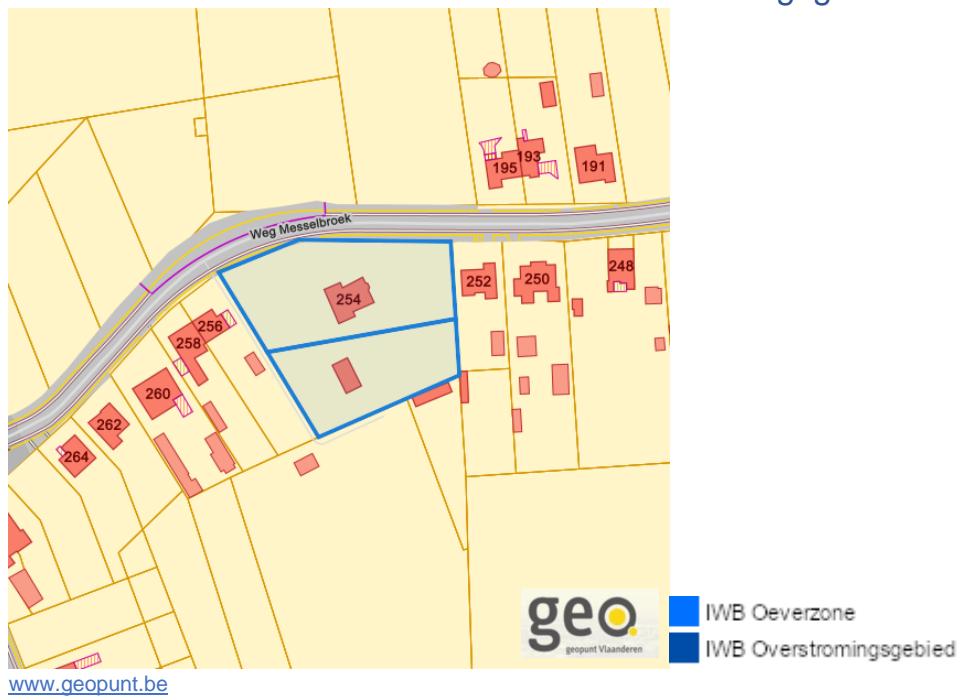 195
193
191
Weg Messelbroek
254
252
250
248
256
258
260
262
264
geo.
geopunt Vlaanderen
IWB Oeverzone
IWB Overstromingsgebied
www.geopunt.be